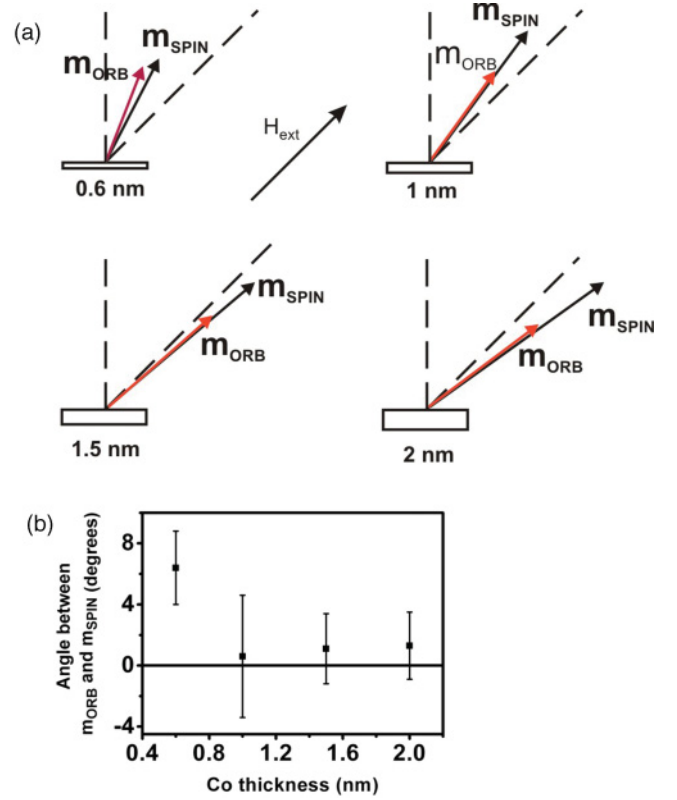 (a)
m_SPIN
m_ORB
0.6 nm
H_ext
m_SPIN
m_ORB
1 nm
m_SPIN
m_ORB
1.5 nm
m_SPIN
m_ORB
2 nm
(b)
Angle between
m_ORB and m_SPIN (degrees)
8
4
0
-4
0.4 0.8 1.2 1.6 2.0
Co thickness (nm)